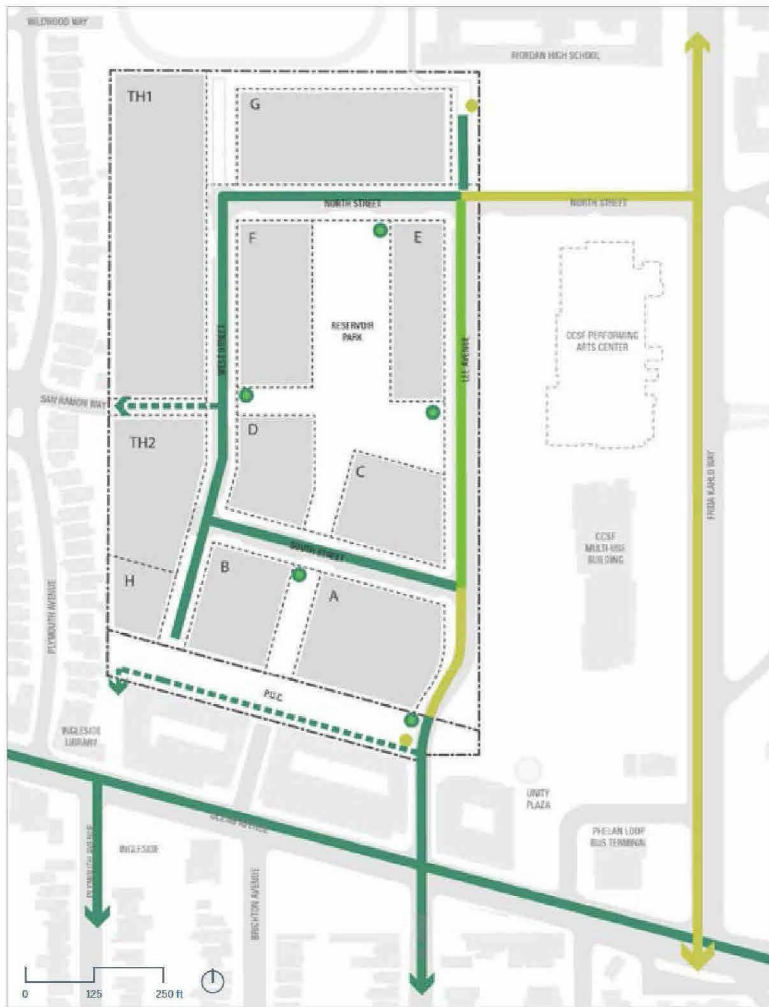 WILDWOOD WAY
RIORDAN HIGH SCHOOL
TH1
G
NORTH STREET
NORTH STREET
F
E
RESERVOIR
PARK
WEST STREET
LEE AVENUE
CCSF PERFORMING
ARTS CENTER
SAN RAMON WAY
TH2
D
C
FRIDA KAHLO WAY
SOUTH STREET
CCSF
MULTI-USE
BUILDING
H
B
A
PLYMOUTH AVENUE
P.U.C.
INGLESIDE
LIBRARY
UNITY
PLAZA
OCEAN AVENUE
PHELAN LOOP
BUS TERMINAL
PLYMOUTH AVENUE
INGLESIDE
BRIGHTON AVENUE
0 125 250 ft